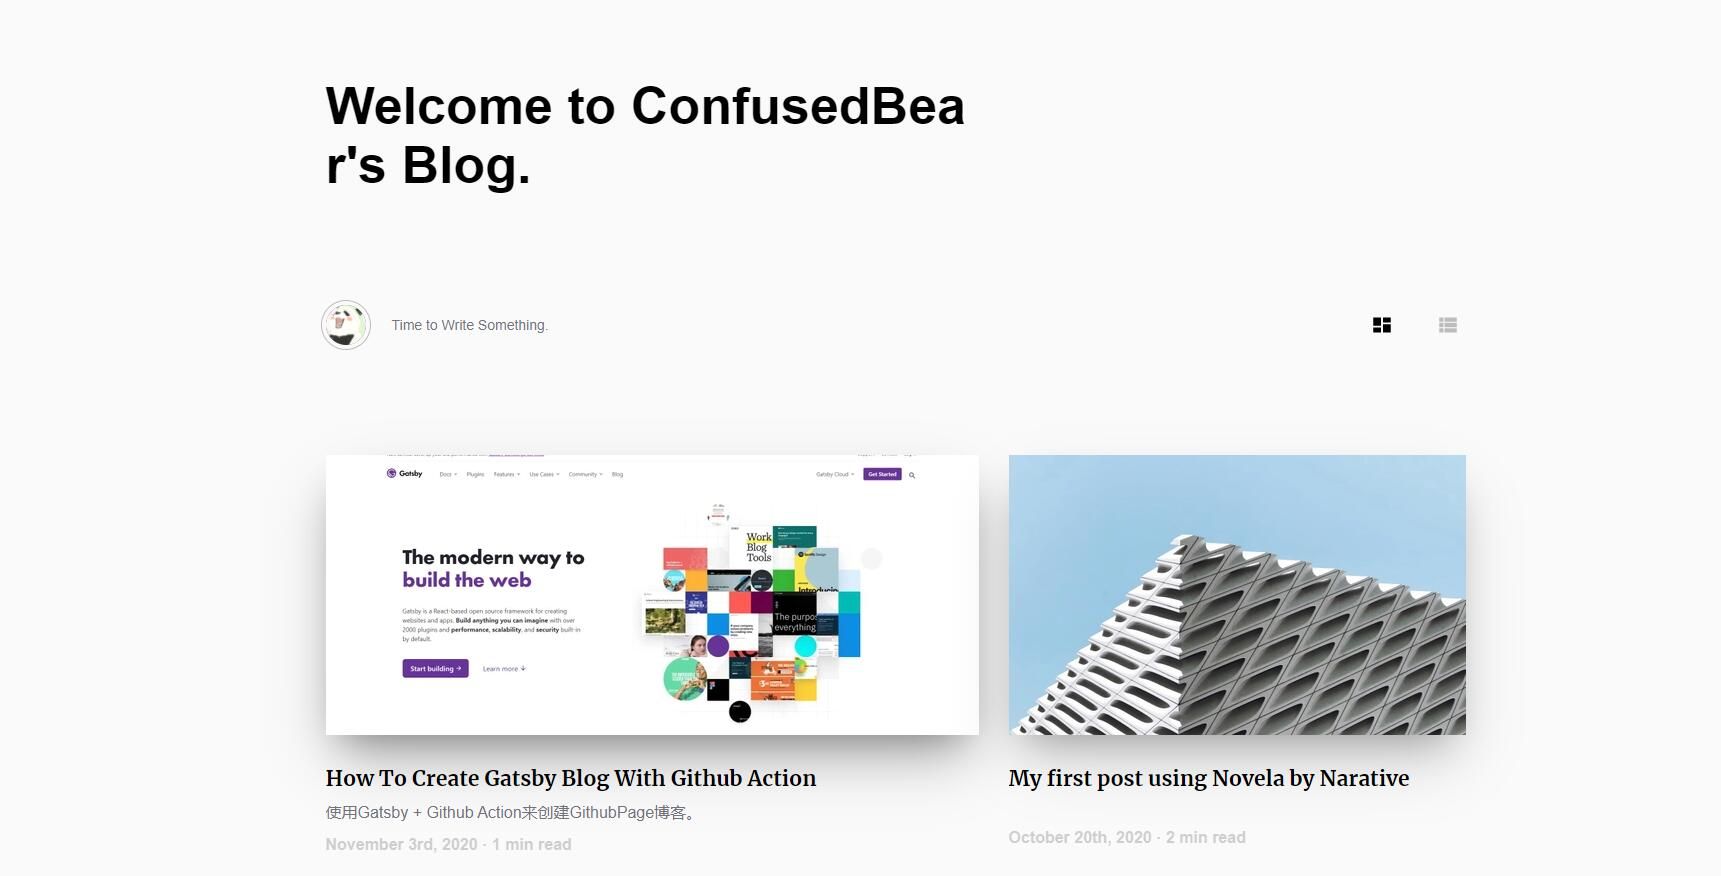 Welcome to ConfusedBea
r's Blog.
Time to Write Something.
Gatsby Docs Plugins Features Use Cases Community Blog Gatsby Cloud Get Started
The modern way to
build the web
Gatsby is a React-based open source framework for creating
websites and apps. Build anything you can imagine with over
2000 plugins and performance, scalability, and security built-in
by default.
Start building → Learn more ↓
Work
Blog
Tools
Spotify Design
Introducin
The purpos
everything
How To Create Gatsby Blog With Github Action
使用Gatsby + Github Action来创建GithubPage博客。
November 3rd, 2020 · 1 min read
My first post using Novela by Narative
October 20th, 2020 · 2 min read